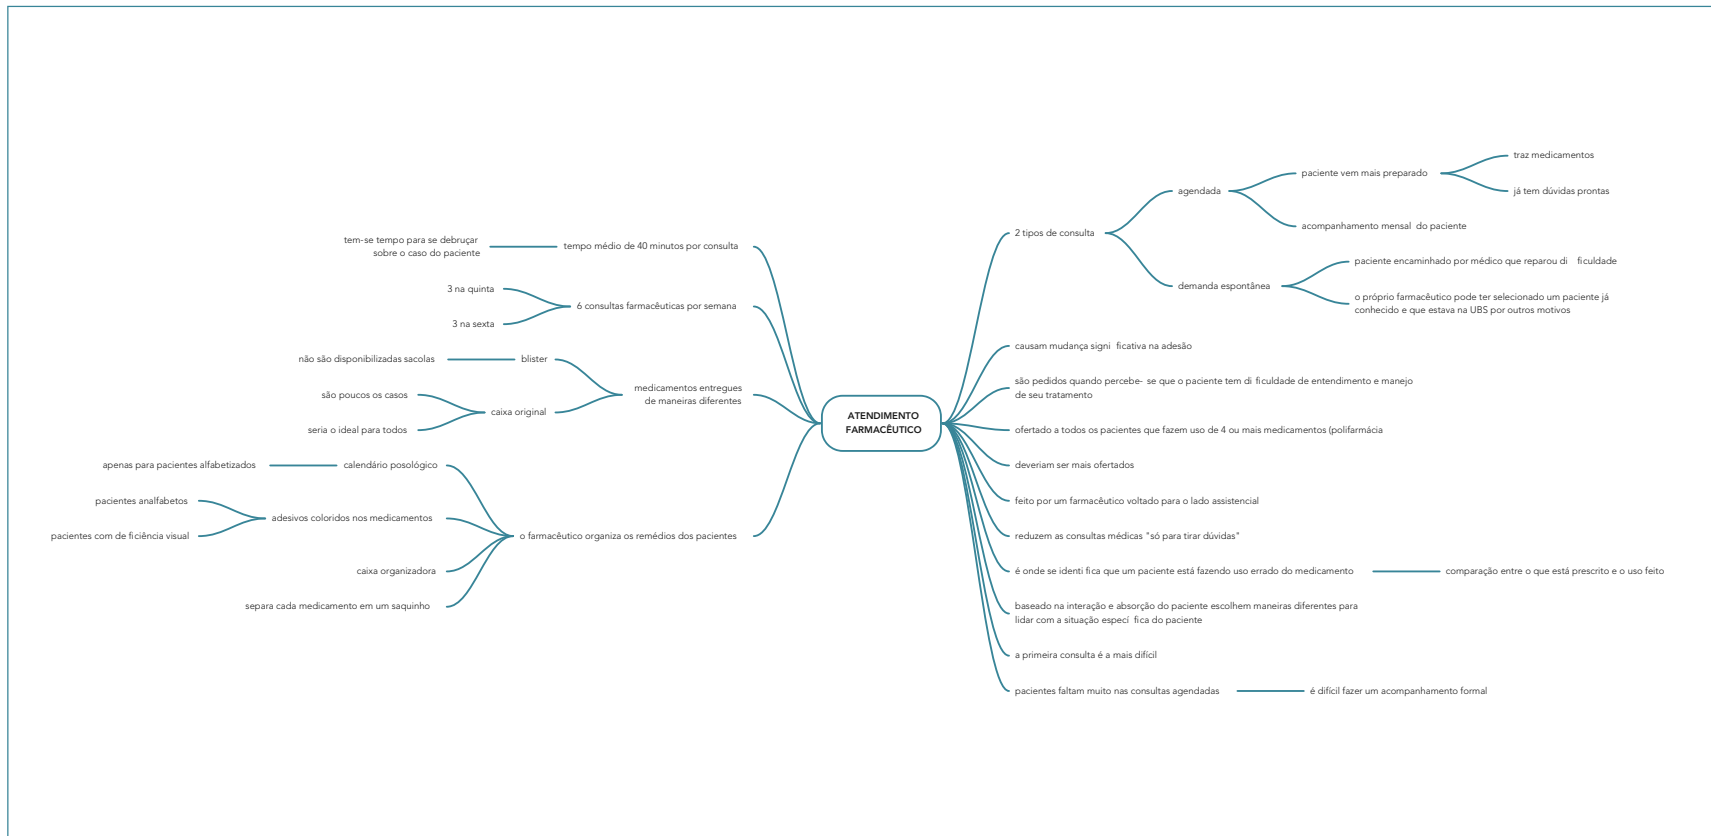 ATENDIMENTO
FARMACÊUTICO
tempo médio de 40 minutos por consulta
tem-se tempo para se debruçar
sobre o caso do paciente
6 consultas farmacêuticas por semana
3 na quinta
3 na sexta
medicamentos entregues
de maneiras diferentes
blister
não são disponibilizadas sacolas
caixa original
são poucos os casos
seria o ideal para todos
o farmacêutico organiza os remédios dos pacientes
calendário posológico
apenas para pacientes alfabetizados
adesivos coloridos nos medicamentos
pacientes analfabetos
pacientes com de ficiência visual
caixa organizadora
separa cada medicamento em um saquinho
2 tipos de consulta
agendada
paciente vem mais preparado
traz medicamentos
já tem dúvidas prontas
acompanhamento mensal do paciente
demanda espontânea
paciente encaminhado por médico que reparou di ficuldade
o próprio farmacêutico pode ter selecionado um paciente já
conhecido e que estava na UBS por outros motivos
causam mudança signi ficativa na adesão
são pedidos quando percebe- se que o paciente tem di ficuldade de entendimento e manejo
de seu tratamento
ofertado a todos os pacientes que fazem uso de 4 ou mais medicamentos (polifarmácia
deveriam ser mais ofertados
feito por um farmacêutico voltado para o lado assistencial
reduzem as consultas médicas "só para tirar dúvidas"
é onde se identi fica que um paciente está fazendo uso errado do medicamento
comparação entre o que está prescrito e o uso feito
baseado na interação e absorção do paciente escolhem maneiras diferentes para
lidar com a situação especí fica do paciente
a primeira consulta é a mais difícil
pacientes faltam muito nas consultas agendadas
é difícil fazer um acompanhamento formal